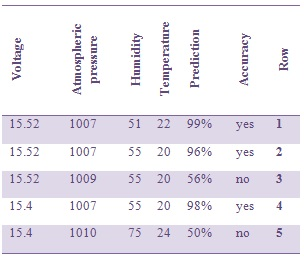 Voltage Atmospheric pressure Humidity Temperature Prediction Accuracy Row
15.52 1007 51 22 99% yes 1
15.52 1007 55 20 96% yes 2
15.52 1009 55 20 56% no 3
15.4 1007 55 20 98% yes 4
15.4 1010 75 24 50% no 5